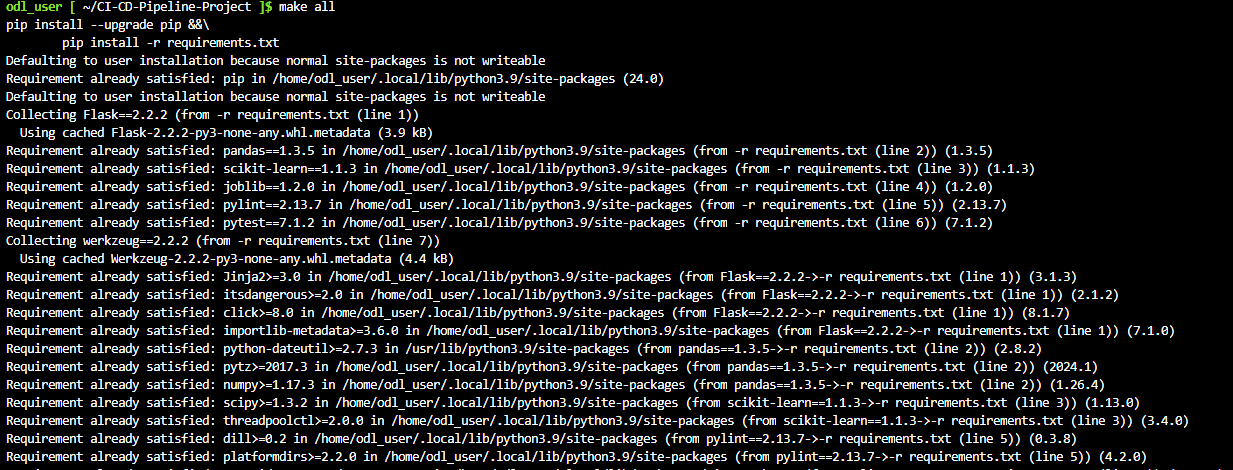 odl_user [ ~/CI-CD-Pipeline-Project ]$ make all
pip install --upgrade pip &&\
        pip install -r requirements.txt
Defaulting to user installation because normal site-packages is not writeable
Requirement already satisfied: pip in /home/odl_user/.local/lib/python3.9/site-packages (24.0)
Defaulting to user installation because normal site-packages is not writeable
Collecting Flask==2.2.2 (from -r requirements.txt (line 1))
  Using cached Flask-2.2.2-py3-none-any.whl.metadata (3.9 kB)
Requirement already satisfied: pandas==1.3.5 in /home/odl_user/.local/lib/python3.9/site-packages (from -r requirements.txt (line 2)) (1.3.5)
Requirement already satisfied: scikit-learn==1.1.3 in /home/odl_user/.local/lib/python3.9/site-packages (from -r requirements.txt (line 3)) (1.1.3)
Requirement already satisfied: joblib==1.2.0 in /home/odl_user/.local/lib/python3.9/site-packages (from -r requirements.txt (line 4)) (1.2.0)
Requirement already satisfied: pylint==2.13.7 in /home/odl_user/.local/lib/python3.9/site-packages (from -r requirements.txt (line 5)) (2.13.7)
Requirement already satisfied: pytest==7.1.2 in /home/odl_user/.local/lib/python3.9/site-packages (from -r requirements.txt (line 6)) (7.1.2)
Collecting werkzeug==2.2.2 (from -r requirements.txt (line 7))
  Using cached Werkzeug-2.2.2-py3-none-any.whl.metadata (4.4 kB)
Requirement already satisfied: Jinja2>=3.0 in /home/odl_user/.local/lib/python3.9/site-packages (from Flask==2.2.2->-r requirements.txt (line 1)) (3.1.3)
Requirement already satisfied: itsdangerous>=2.0 in /home/odl_user/.local/lib/python3.9/site-packages (from Flask==2.2.2->-r requirements.txt (line 1)) (2.1.2)
Requirement already satisfied: click>=8.0 in /home/odl_user/.local/lib/python3.9/site-packages (from Flask==2.2.2->-r requirements.txt (line 1)) (8.1.7)
Requirement already satisfied: importlib-metadata>=3.6.0 in /home/odl_user/.local/lib/python3.9/site-packages (from Flask==2.2.2->-r requirements.txt (line 1)) (7.1.0)
Requirement already satisfied: python-dateutil>=2.7.3 in /usr/lib/python3.9/site-packages (from pandas==1.3.5->-r requirements.txt (line 2)) (2.8.2)
Requirement already satisfied: pytz>=2017.3 in /home/odl_user/.local/lib/python3.9/site-packages (from pandas==1.3.5->-r requirements.txt (line 2)) (2024.1)
Requirement already satisfied: numpy>=1.17.3 in /home/odl_user/.local/lib/python3.9/site-packages (from pandas==1.3.5->-r requirements.txt (line 2)) (1.26.4)
Requirement already satisfied: scipy>=1.3.2 in /home/odl_user/.local/lib/python3.9/site-packages (from scikit-learn==1.1.3->-r requirements.txt (line 3)) (1.13.0)
Requirement already satisfied: threadpoolctl>=2.0.0 in /home/odl_user/.local/lib/python3.9/site-packages (from scikit-learn==1.1.3->-r requirements.txt (line 3)) (3.4.0)
Requirement already satisfied: dill>=0.2 in /home/odl_user/.local/lib/python3.9/site-packages (from pylint==2.13.7->-r requirements.txt (line 5)) (0.3.8)
Requirement already satisfied: platformdirs>=2.2.0 in /home/odl_user/.local/lib/python3.9/site-packages (from pylint==2.13.7->-r requirements.txt (line 5)) (4.2.0)